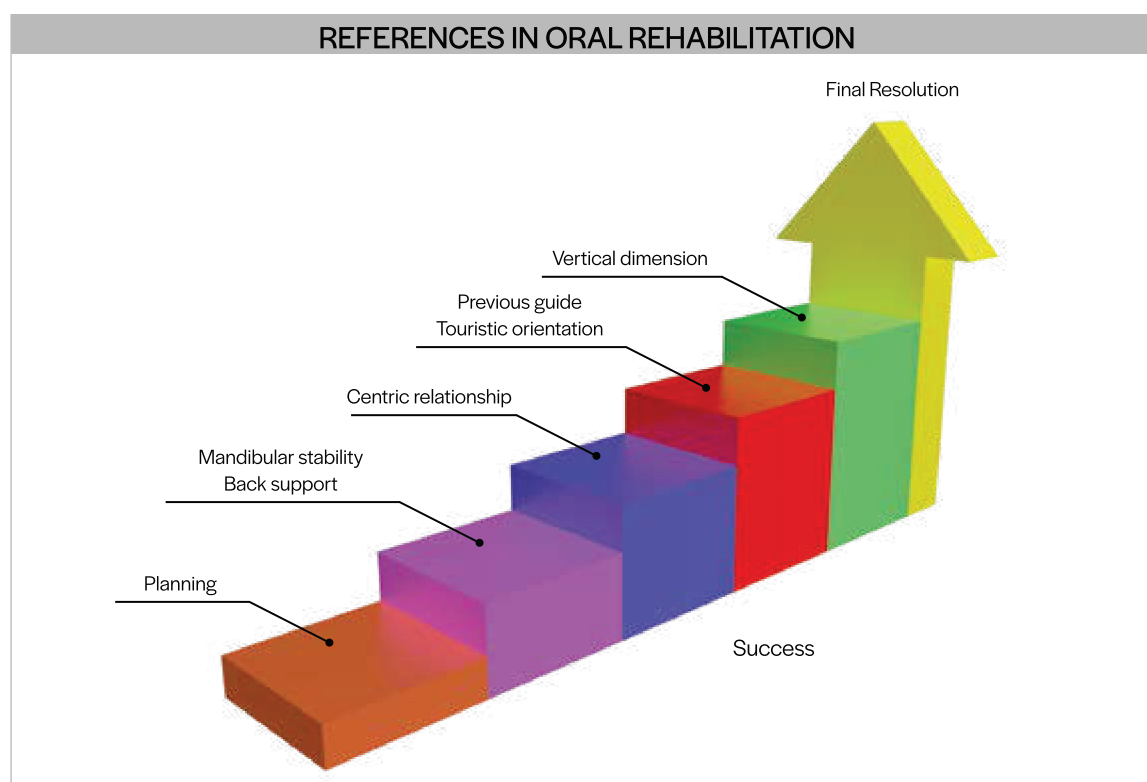 REFERENCES IN ORAL REHABILITATION
Final Resolution
Vertical dimension
Previous guide
Touristic orientation
Centric relationship
Mandibular stability
Back support
Planning
Success